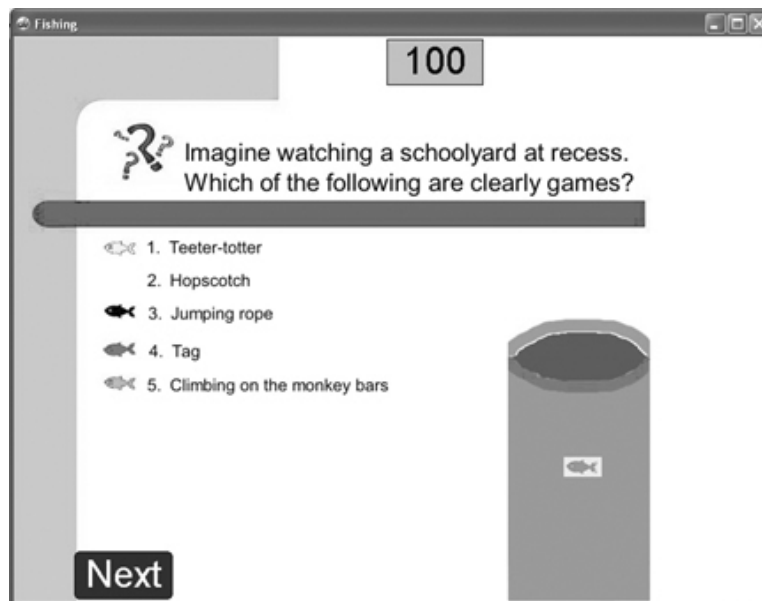 Fishing
100
Imagine watching a schoolyard at recess.
Which of the following are clearly games?
1. Teeter-totter
2. Hopscotch
3. Jumping rope
4. Tag
5. Climbing on the monkey bars
Next